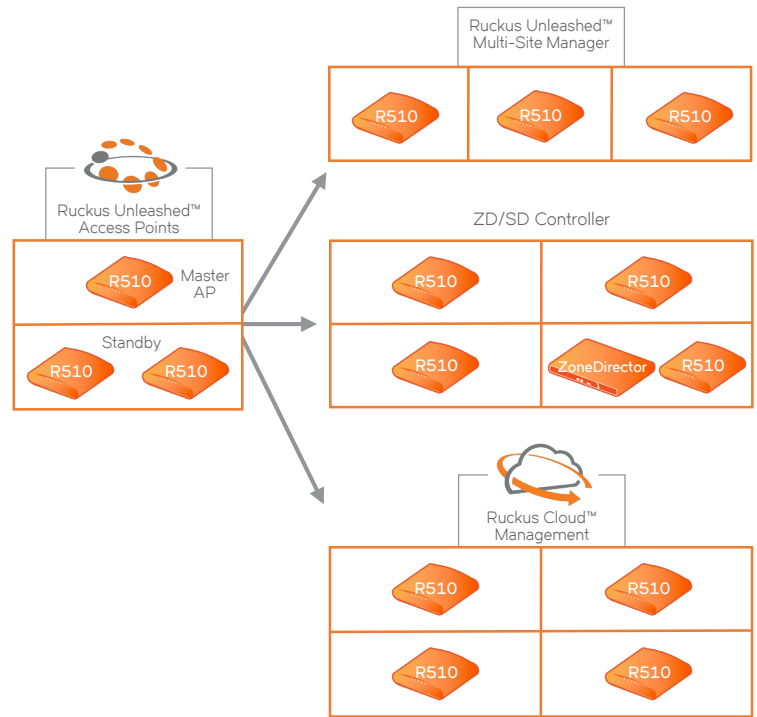 Ruckus Unleashed™
Access Points
R510
Master
AP
Standby
R510
R510
Ruckus Unleashed™
Multi-Site Manager
R510
R510
R510
ZD/SD Controller
R510
R510
R510
ZoneDirector
R510
Ruckus Cloud™
Management
R510
R510
R510
R510